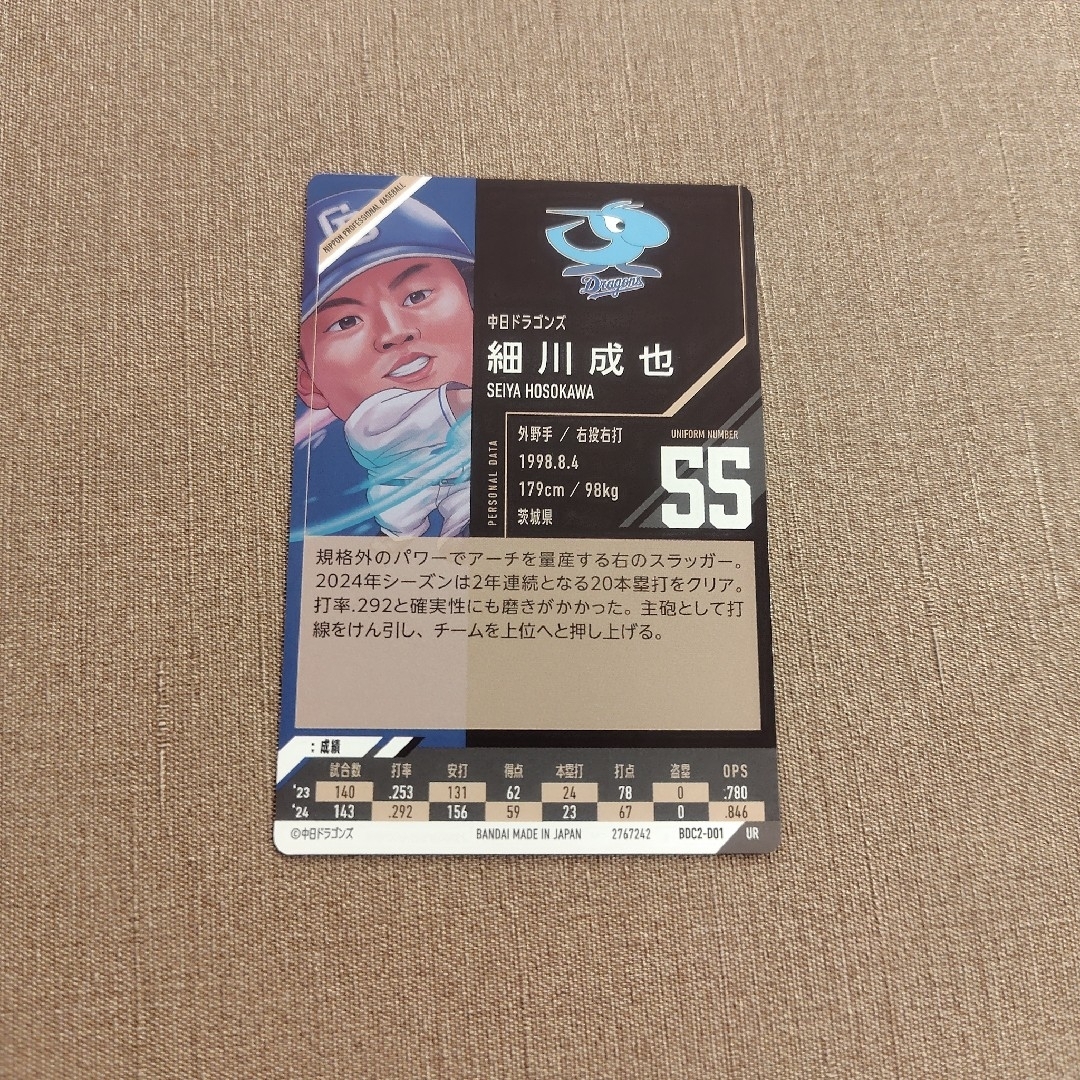 NIPPON PROFESSIONAL BASEBALL
Dragons
中日ドラゴンズ
細川成也
SEIYA HOSOKAWA
PERSONAL DATA
外野手 / 右投右打
1998.8.4
179cm / 98kg
茨城県
UNIFORM NUMBER
55
規格外のパワーでアーチを量産する右のスラッガー。
2024年シーズンは2年連続となる20本塁打をクリア。
打率.292と確実性にも磨きがかかった。主砲として打
線をけん引し、チームを上位へと押し上げる。
: 成績
試合数 打率 安打 得点 本塁打 打点 盗塁 OPS
'23 140 .253 131 62 24 78 0 .780
'24 143 .292 156 59 23 67 0 .846
©中日ドラゴンズ BANDAI MADE IN JAPAN 2767242 BDC2-D01 UR